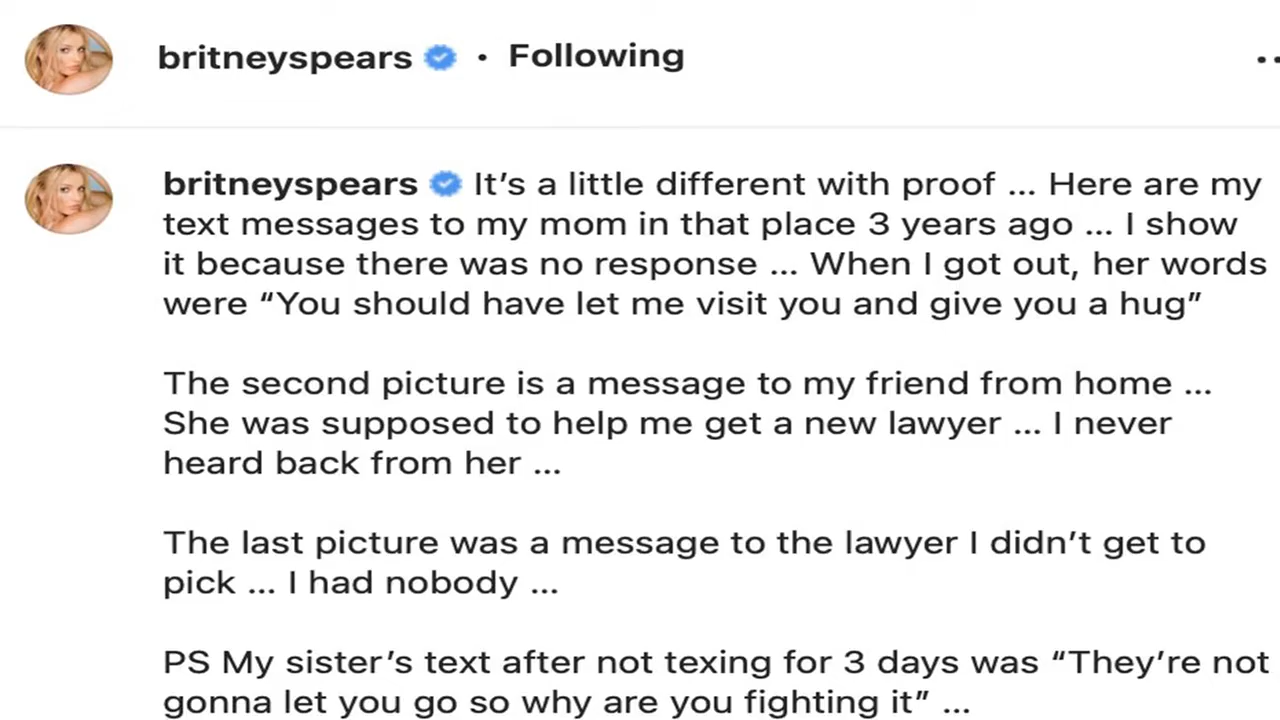 britneyspears • Following ..
britneyspears It’s a little different with proof ... Here are my
text messages to my mom in that place 3 years ago ... I show
it because there was no response ... When I got out, her words
were “You should have let me visit you and give you a hug”
The second picture is a message to my friend from home ...
She was supposed to help me get a new lawyer ... I never
heard back from her ...
The last picture was a message to the lawyer I didn’t get to
pick ... I had nobody ...
PS My sister’s text after not texing for 3 days was “They’re not
gonna let you go so why are you fighting it” ...